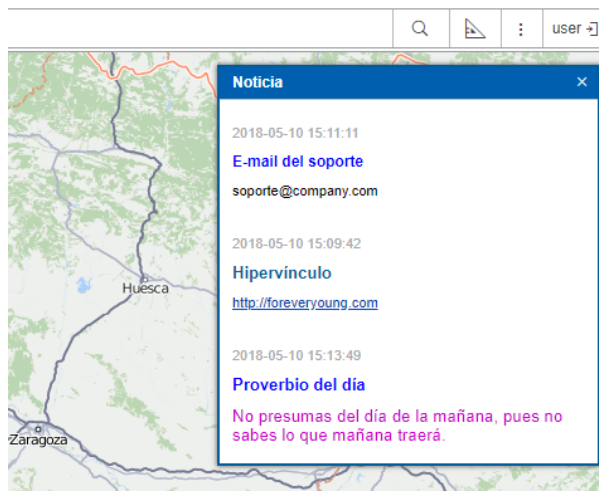 user
Noticia
2018-05-10 15:11:11
E-mail del soporte
soporte@company.com
2018-05-10 15:09:42
Hipervínculo
http://foreveryoung.com
2018-05-10 15:13:49
Proverbio del día
No presumas del día de la mañana, pues no
sabes lo que mañana traerá.
Huesca
Zaragoza